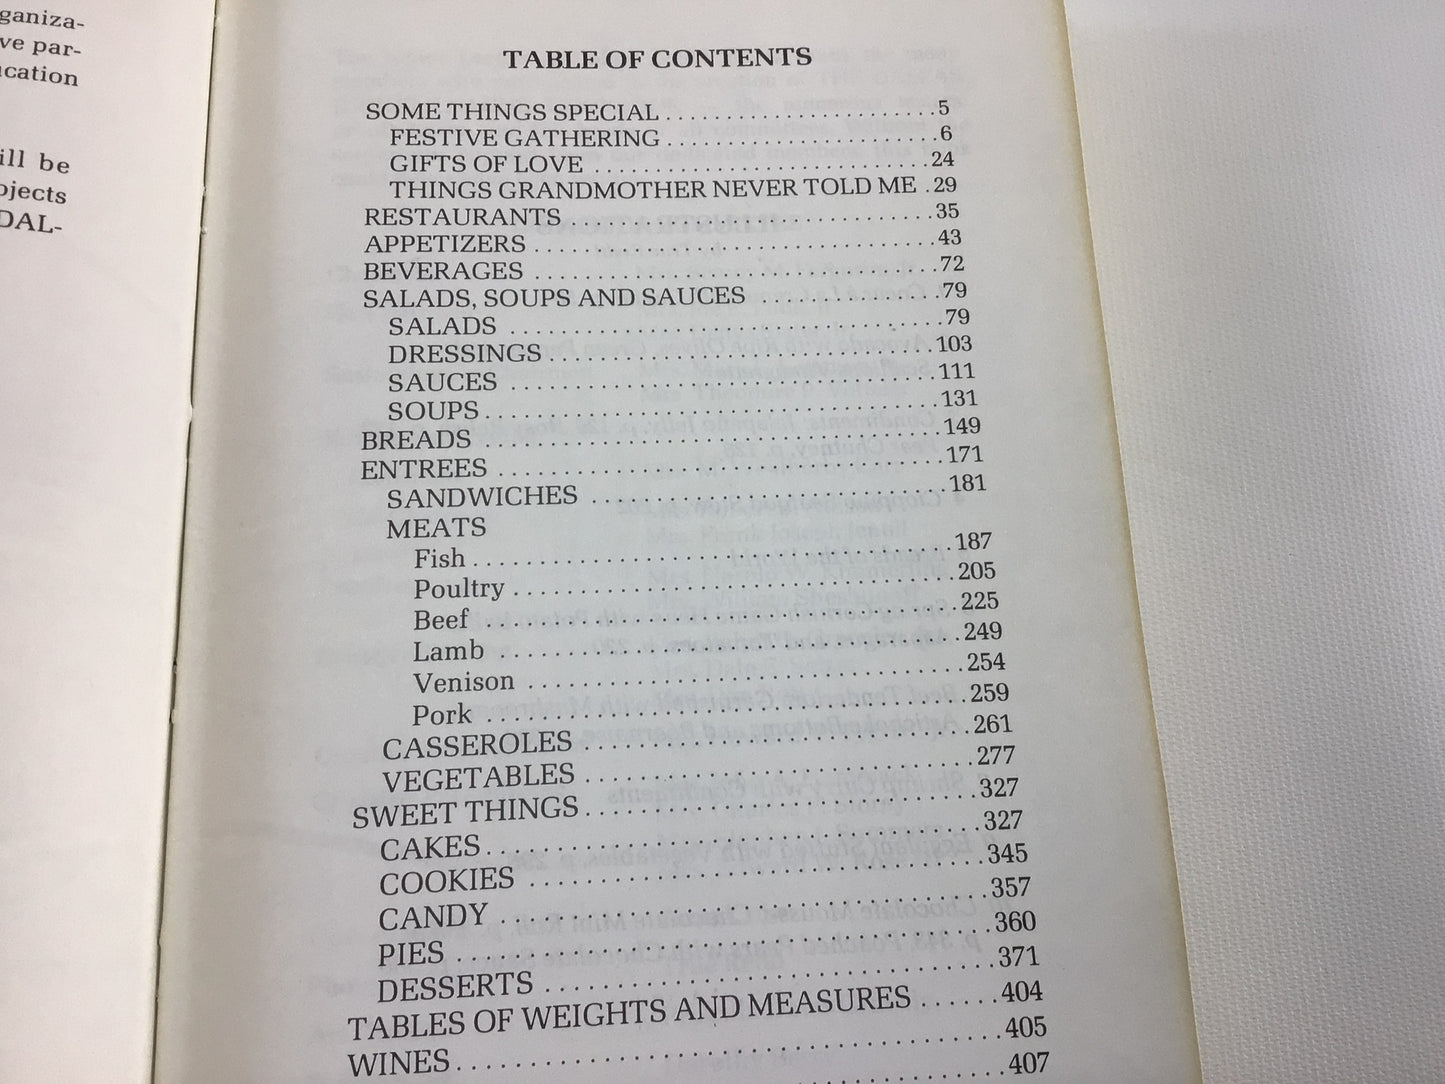 ganiza-
ve par-
cation
ill be
ojects
DAL-
TABLE OF CONTENTS
SOME THINGS SPECIAL . . . . . . . . . . . . . . . . . . . . . . . 5
FESTIVE GATHERING . . . . . . . . . . . . . . . . . . . . . . 6
GIFTS OF LOVE . . . . . . . . . . . . . . . . . . . . . . . . . . 24
THINGS GRANDMOTHER NEVER TOLD ME . 29
RESTAURANTS . . . . . . . . . . . . . . . . . . . . . . . . . . . . . 35
APPETIZERS . . . . . . . . . . . . . . . . . . . . . . . . . . . . . . . 43
BEVERAGES . . . . . . . . . . . . . . . . . . . . . . . . . . . . . . . 72
SALADS, SOUPS AND SAUCES . . . . . . . . . . . . . . 79
SALADS . . . . . . . . . . . . . . . . . . . . . . . . . . . . . . . . . 79
DRESSINGS . . . . . . . . . . . . . . . . . . . . . . . . . . . . . . 103
SAUCES . . . . . . . . . . . . . . . . . . . . . . . . . . . . . . . . . 111
SOUPS . . . . . . . . . . . . . . . . . . . . . . . . . . . . . . . . . . . 131
BREADS . . . . . . . . . . . . . . . . . . . . . . . . . . . . . . . . . . . 149
ENTREES . . . . . . . . . . . . . . . . . . . . . . . . . . . . . . . . . . 171
SANDWICHES . . . . . . . . . . . . . . . . . . . . . . . . . . . 181
MEATS
Fish . . . . . . . . . . . . . . . . . . . . . . . . . . . . . . . . . . . . 187
Poultry . . . . . . . . . . . . . . . . . . . . . . . . . . . . . . . . . 205
Beef . . . . . . . . . . . . . . . . . . . . . . . . . . . . . . . . . . . . 225
Lamb . . . . . . . . . . . . . . . . . . . . . . . . . . . . . . . . . . . 249
Venison . . . . . . . . . . . . . . . . . . . . . . . . . . . . . . . . . 254
Pork . . . . . . . . . . . . . . . . . . . . . . . . . . . . . . . . . . . . 259
CASSEROLES . . . . . . . . . . . . . . . . . . . . . . . . . . . . . 261
VEGETABLES . . . . . . . . . . . . . . . . . . . . . . . . . . . . . 277
SWEET THINGS . . . . . . . . . . . . . . . . . . . . . . . . . . . . 327
CAKES . . . . . . . . . . . . . . . . . . . . . . . . . . . . . . . . . . . 327
COOKIES . . . . . . . . . . . . . . . . . . . . . . . . . . . . . . . . . 345
CANDY . . . . . . . . . . . . . . . . . . . . . . . . . . . . . . . . . . . 357
PIES . . . . . . . . . . . . . . . . . . . . . . . . . . . . . . . . . . . . . 360
DESSERTS . . . . . . . . . . . . . . . . . . . . . . . . . . . . . . . 371
TABLES OF WEIGHTS AND MEASURES . . . . . . 404
WINES . . . . . . . . . . . . . . . . . . . . . . . . . . . . . . . . . . . . 405
. . . . . . . . . . . . . 407